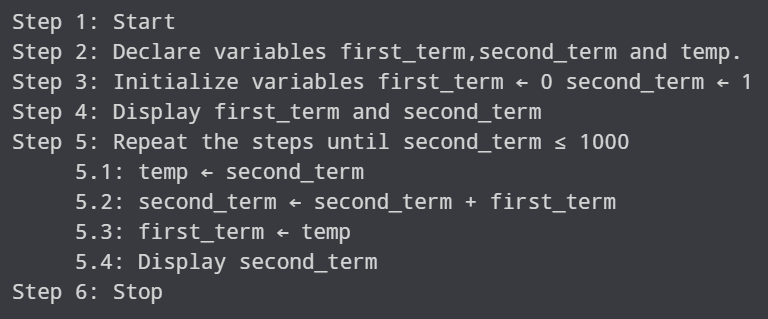 Step 1: Start
Step 2: Declare variables first_term,second_term and temp.
Step 3: Initialize variables first_term ← 0 second_term ← 1
Step 4: Display first_term and second_term
Step 5: Repeat the steps until second_term ≤ 1000
     5.1: temp ← second_term
     5.2: second_term ← second_term + first_term
     5.3: first_term ← temp
     5.4: Display second_term
Step 6: Stop